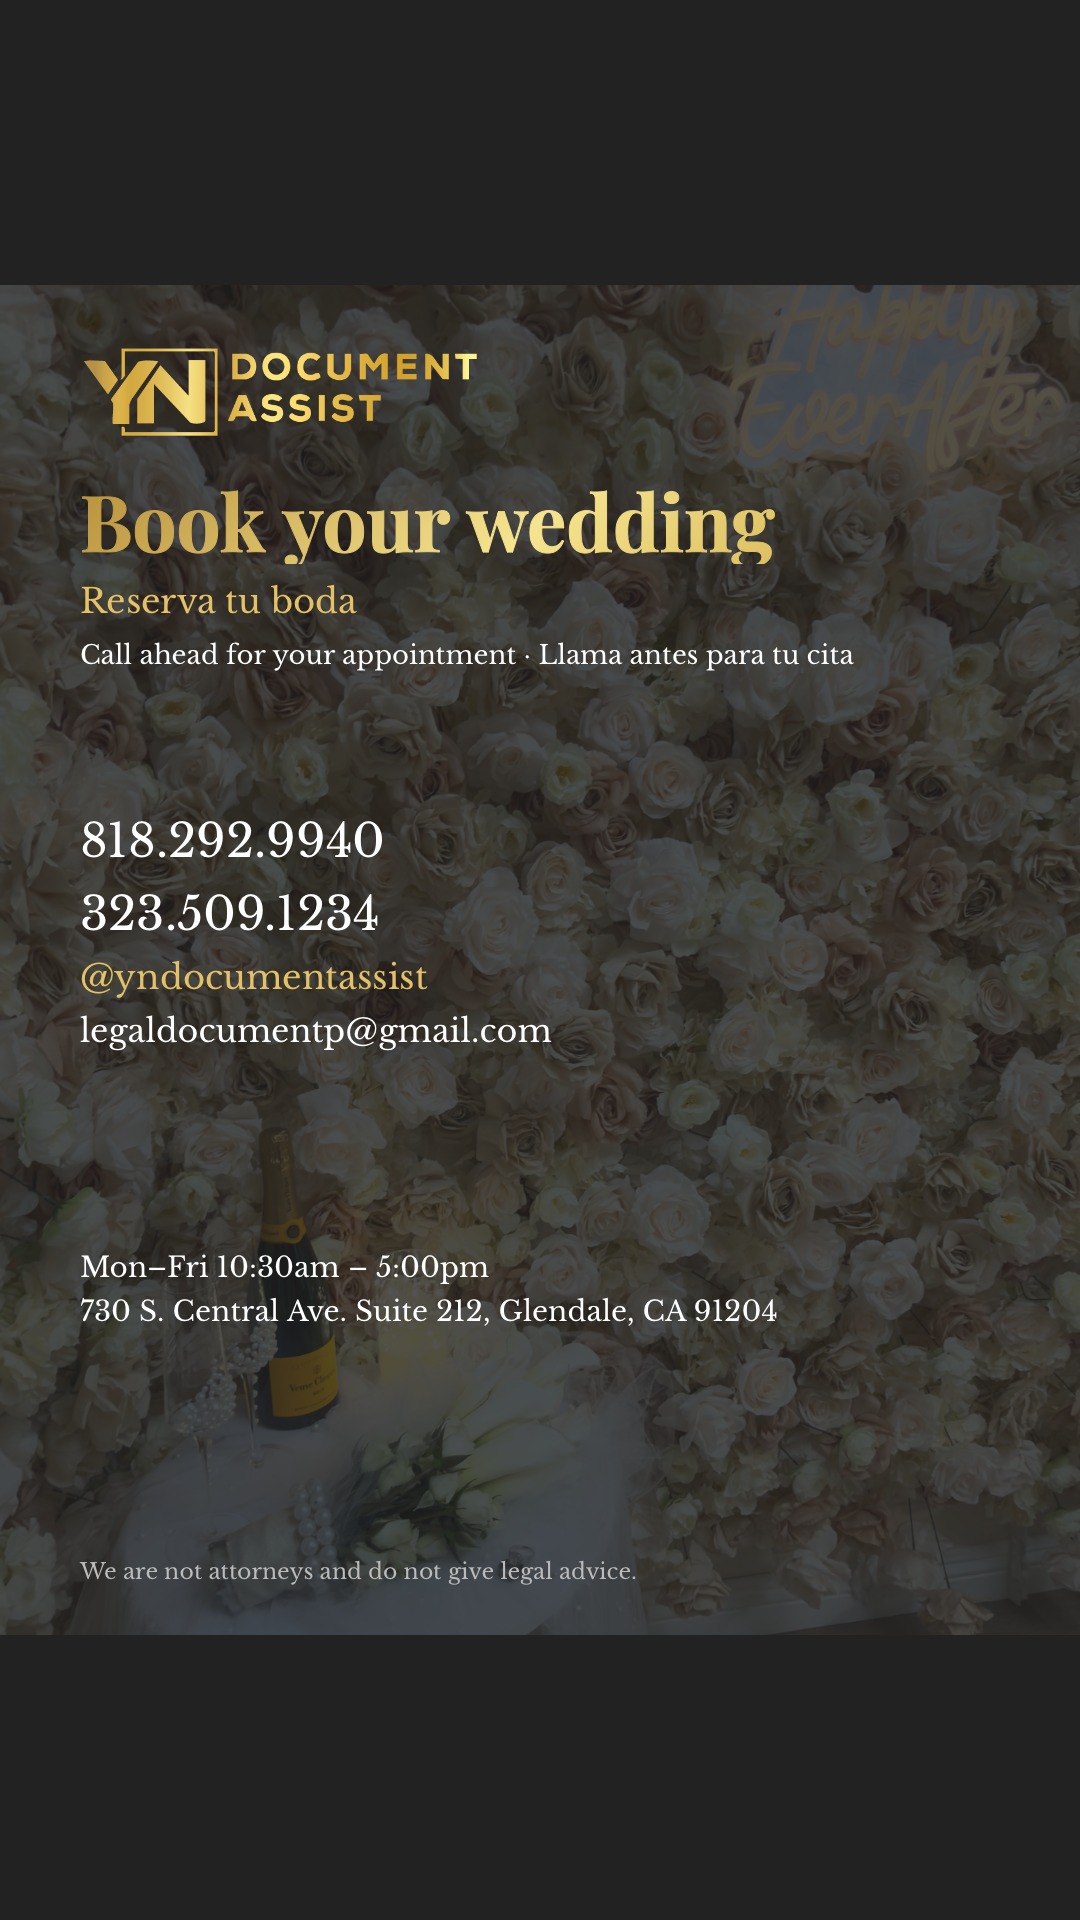 YN DOCUMENT
ASSIST
Happily
Ever After
Book your wedding
Reserva tu boda
Call ahead for your appointment · Llama antes para tu cita
818.292.9940
323.509.1234
@yndocumentassist
legaldocumentp@gmail.com
Mon–Fri 10:30am – 5:00pm
730 S. Central Ave. Suite 212, Glendale, CA 91204
We are not attorneys and do not give legal advice.